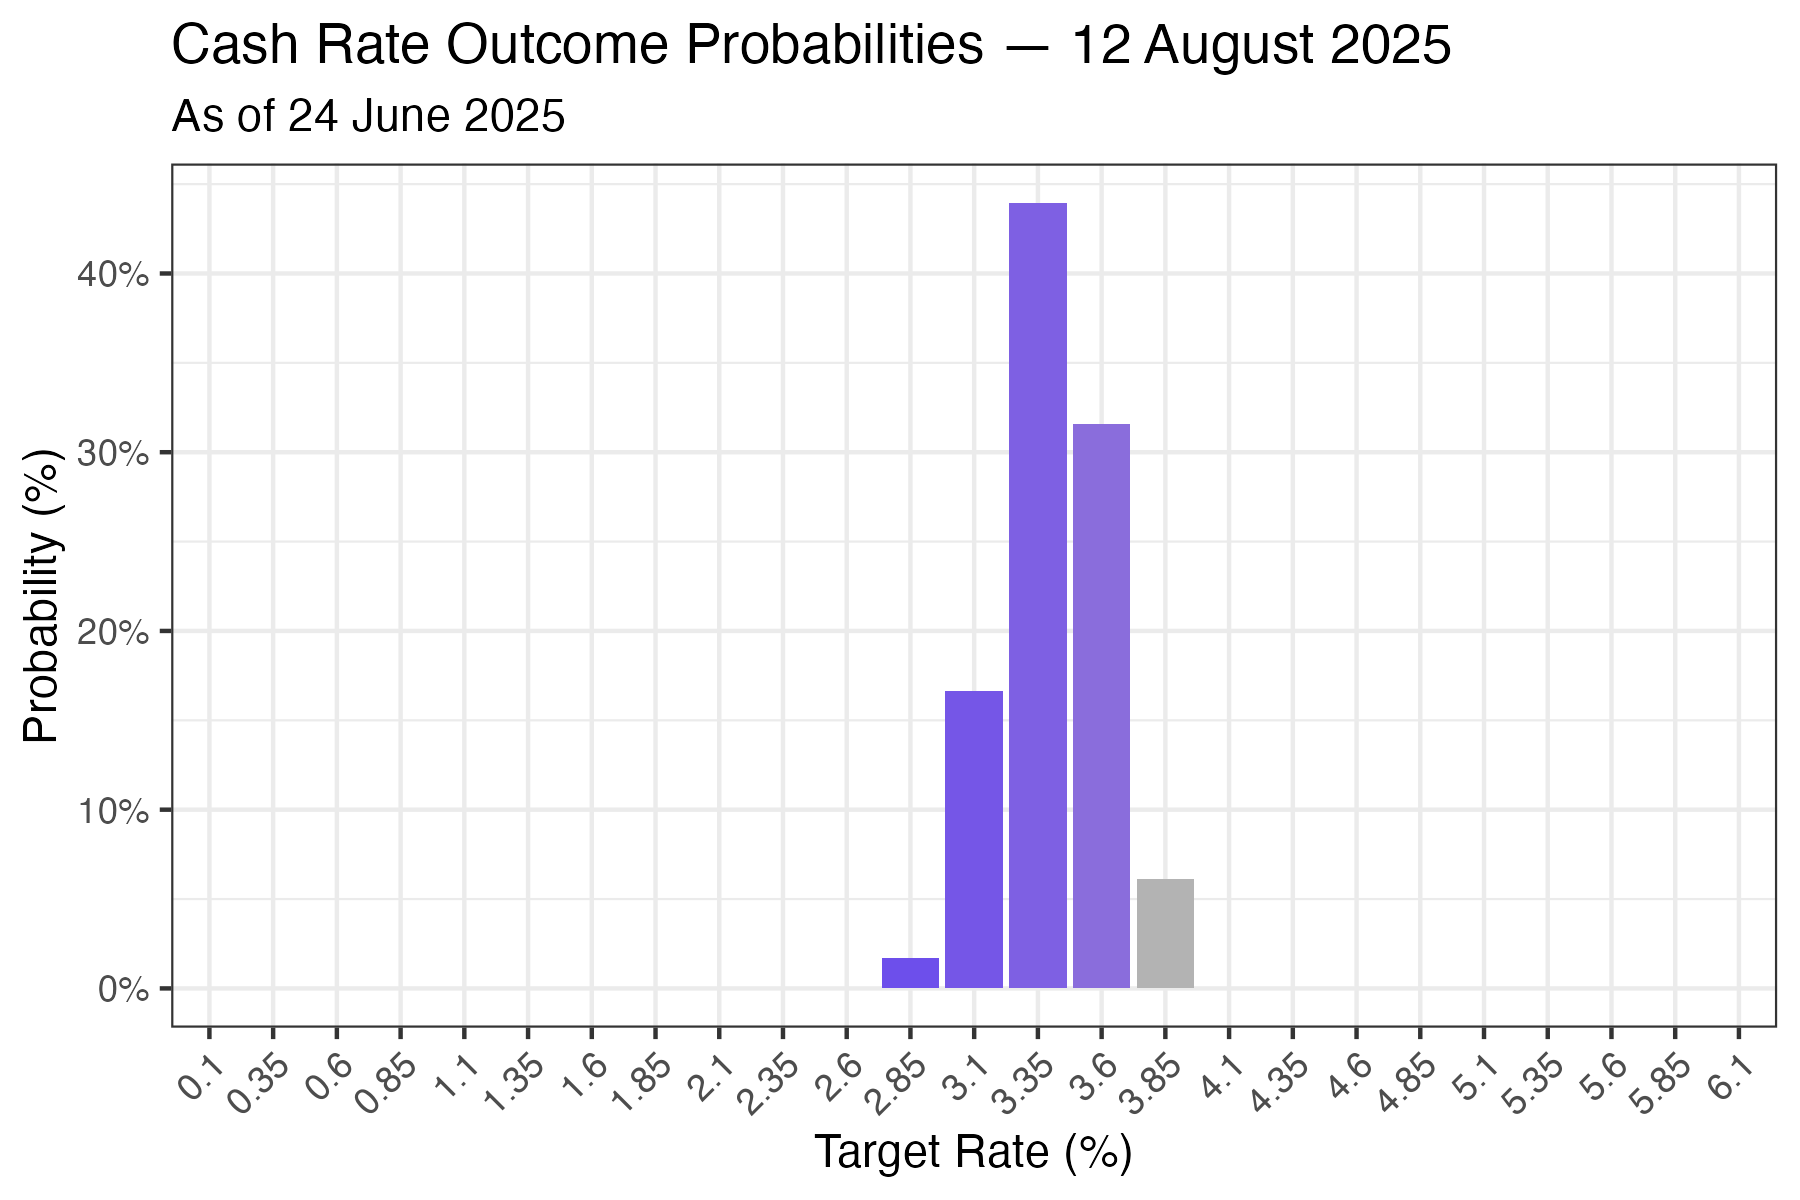 Cash Rate Outcome Probabilities — 12 August 2025
As of 24 June 2025
Probability (%)
40%
30%
20%
10%
0%
0.1 0.35 0.6 0.85 1.1 1.35 1.6 1.85 2.1 2.35 2.6 2.85 3.1 3.35 3.6 3.85 4.1 4.35 4.6 4.85 5.1 5.35 5.6 5.85 6.1
Target Rate (%)